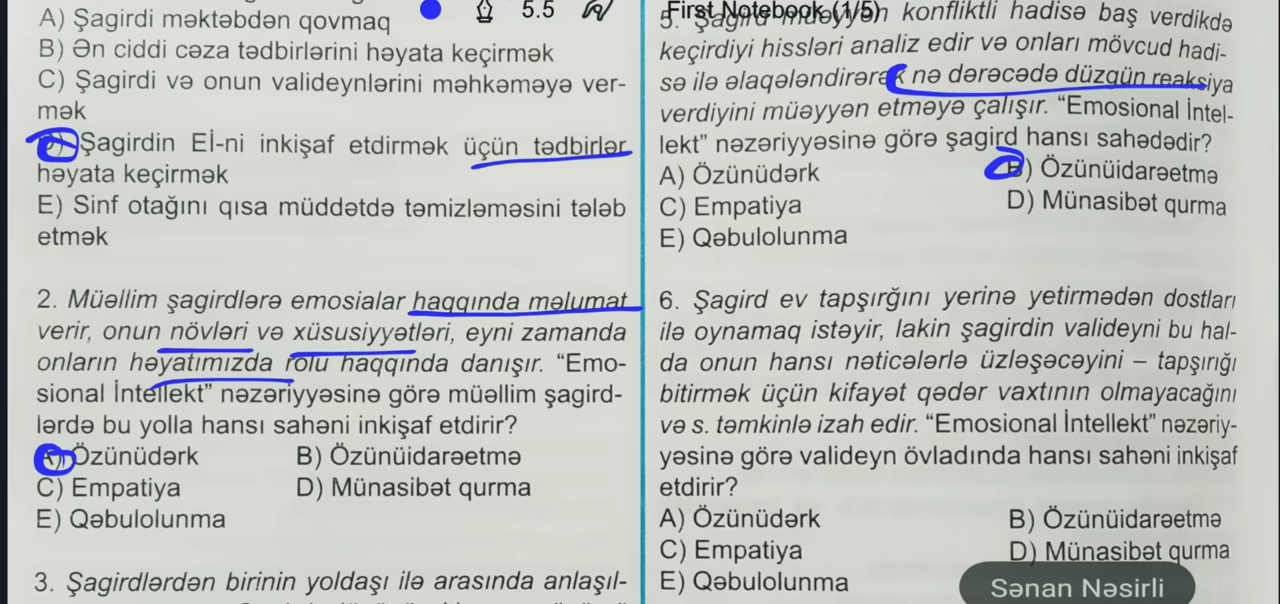 A) Şagirdi məktəbdən qovmaq
B) Ən ciddi cəza tədbirlərini həyata keçirmək
C) Şagirdi və onun valideynlərini məhkəməyə ver-
mək
Şagirdin Eİ-ni inkişaf etdirmək üçün tədbirlər
həyata keçirmək
E) Sinf otağını qısa müddətdə təmizləməsini tələb
etmək
2. Müəllim şagirdlərə emosialar haqqında məlumat
verir, onun növləri və xüsusiyyətləri, eyni zamanda
onların həyatımızda rolu haqqında danışır. “Emo-
sional İntellekt” nəzəriyyəsinə görə müəllim şagird-
lərdə bu yolla hansı sahəni inkişaf etdirir?
A) Özünüdərk B) Özünüidarəetmə
C) Empatiya D) Münasibət qurma
E) Qəbulolunma
3. Şagirdlərdən birinin yoldaşı ilə arasında anlaşıl-
5.5
First Notebook (1/5)
5. Şagird müəyyən konfliktli hadisə baş verdikdə
keçirdiyi hissləri analiz edir və onları mövcud hadi-
sə ilə əlaqələndirərək nə dərəcədə düzgün reaksiya
verdiyini müəyyən etməyə çalışır. “Emosional İntel-
lekt” nəzəriyyəsinə görə şagird hansı sahədədir?
A) Özünüdərk B) Özünüidarəetmə
C) Empatiya D) Münasibət qurma
E) Qəbulolunma
6. Şagird ev tapşırğını yerinə yetirmədən dostları
ilə oynamaq istəyir, lakin şagirdin valideyni bu hal-
da onun hansı nəticələrlə üzləşəcəyini – tapşırığı
bitirmək üçün kifayət qədər vaxtının olmayacağını
və s. təmkinlə izah edir. “Emosional İntellekt” nəzəriy-
yəsinə görə valideyn övladında hansı sahəni inkişaf
etdirir?
A) Özünüdərk B) Özünüidarəetmə
C) Empatiya D) Münasibət qurma
E) Qəbulolunma
Sənan Nəsirli